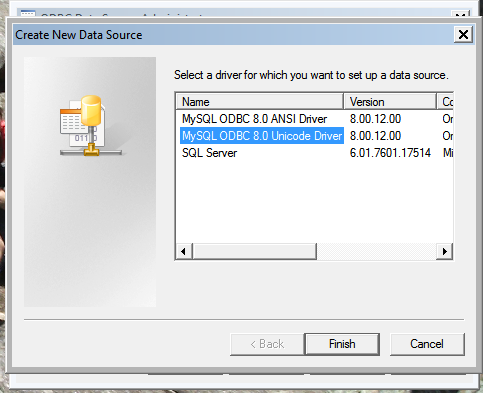 Create New Data Source
Select a driver for which you want to set up a data source.
Name Version Co
MySQL ODBC 8.0 ANSI Driver 8.00.12.00 Or
MySQL ODBC 8.0 Unicode Driver 8.00.12.00 Or
SQL Server 6.01.7601.17514 Mi
< Back Finish Cancel